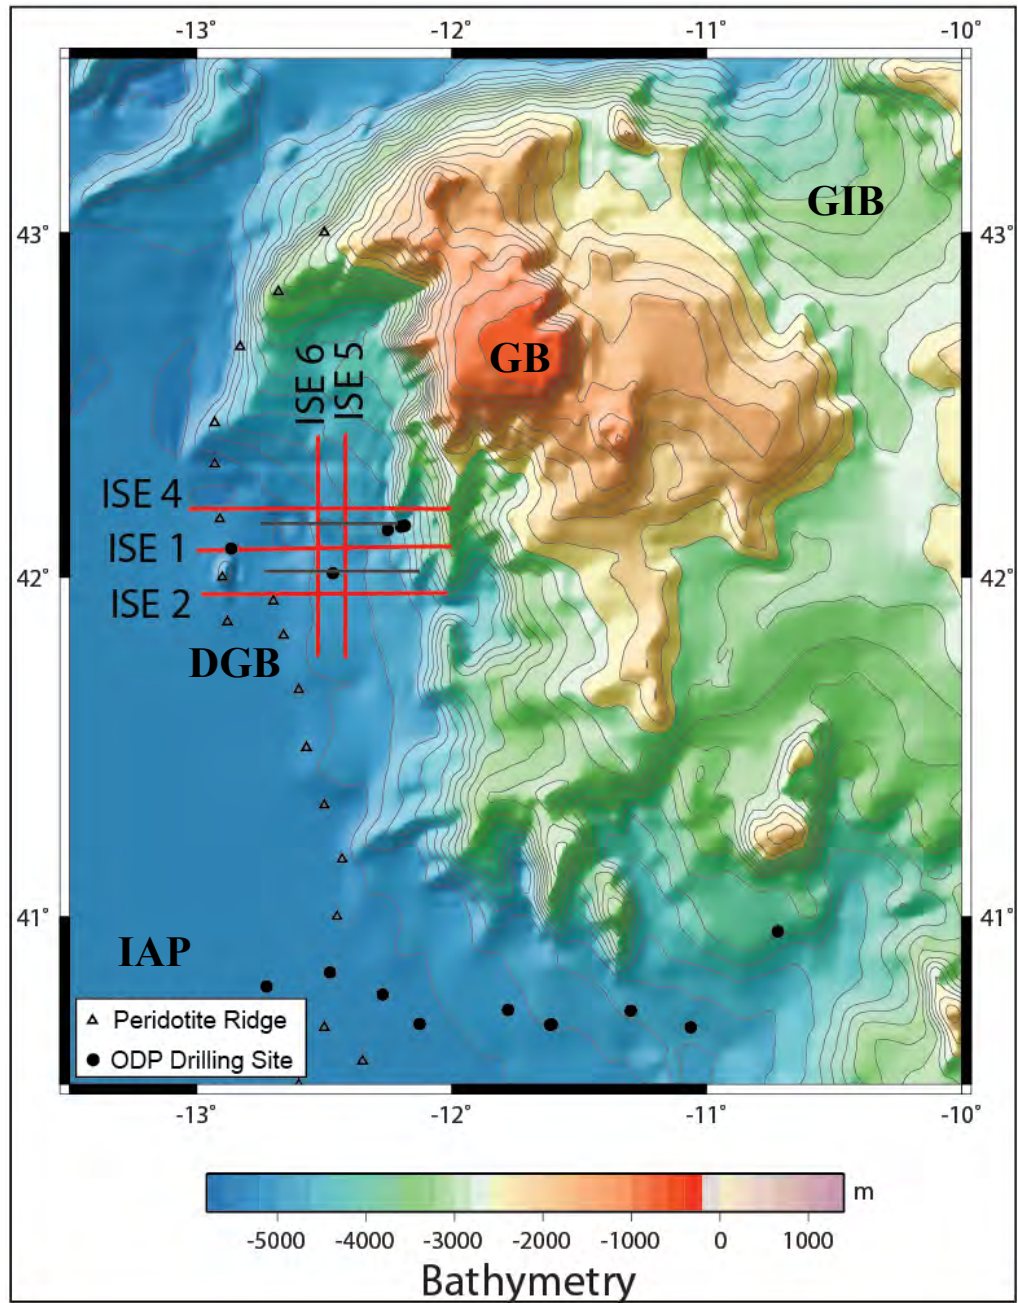 -13° -12° -11° -10°
43° 43°
42° 42°
41° 41°
GIB
GB
ISE 6
ISE 5
ISE 4
ISE 1
ISE 2
DGB
IAP
Peridotite Ridge
ODP Drilling Site
-13° -12° -11° -10°
m
-5000 -4000 -3000 -2000 -1000 0 1000
Bathymetry